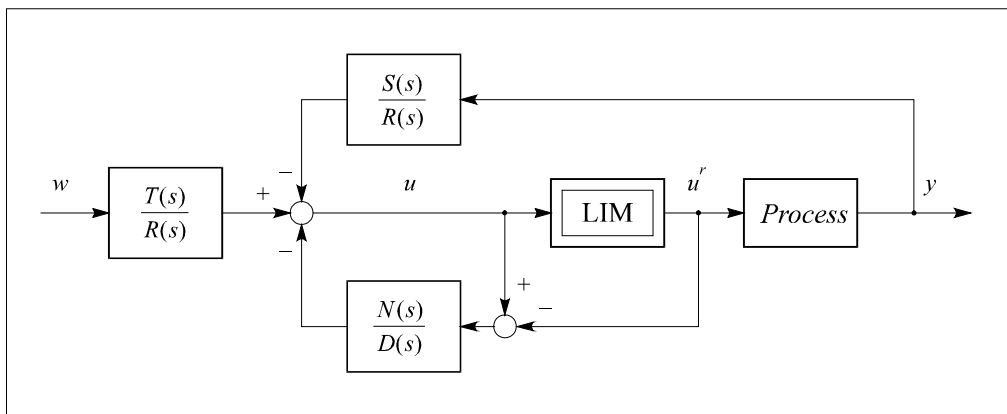 S(s)
R(s)
−
w
T(s)
R(s)
+
u
LIM
u^r
Process
y
−
+
−
N(s)
D(s)